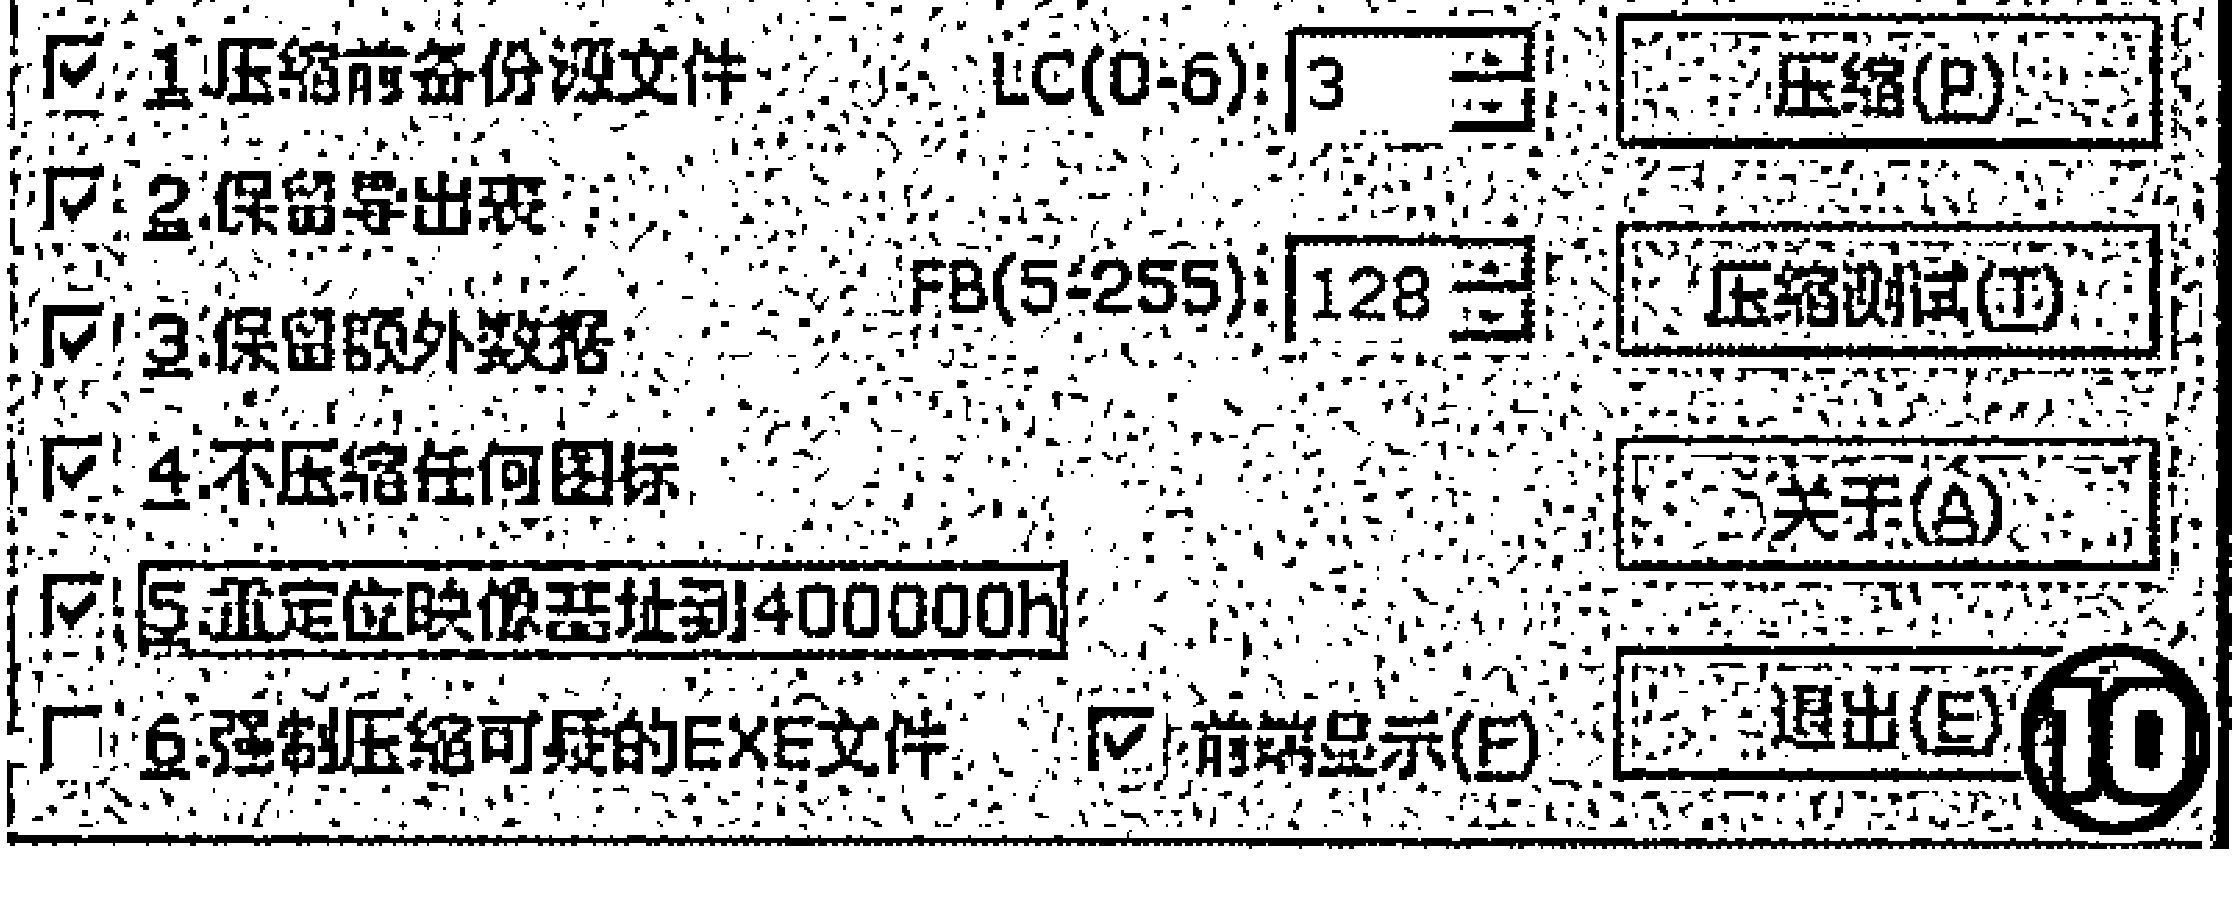 1.压缩前备份源文件 LC(0-6): 3 压缩(P)
2.保留导出表
FB(5-255): 128 压缩测试(T)
3.保留额外数据
4.不压缩任何图标 关于(A)
5.重定位映像基址到400000h
6.强制压缩可疑的EXE文件 前端显示(F) 退出(E) 10